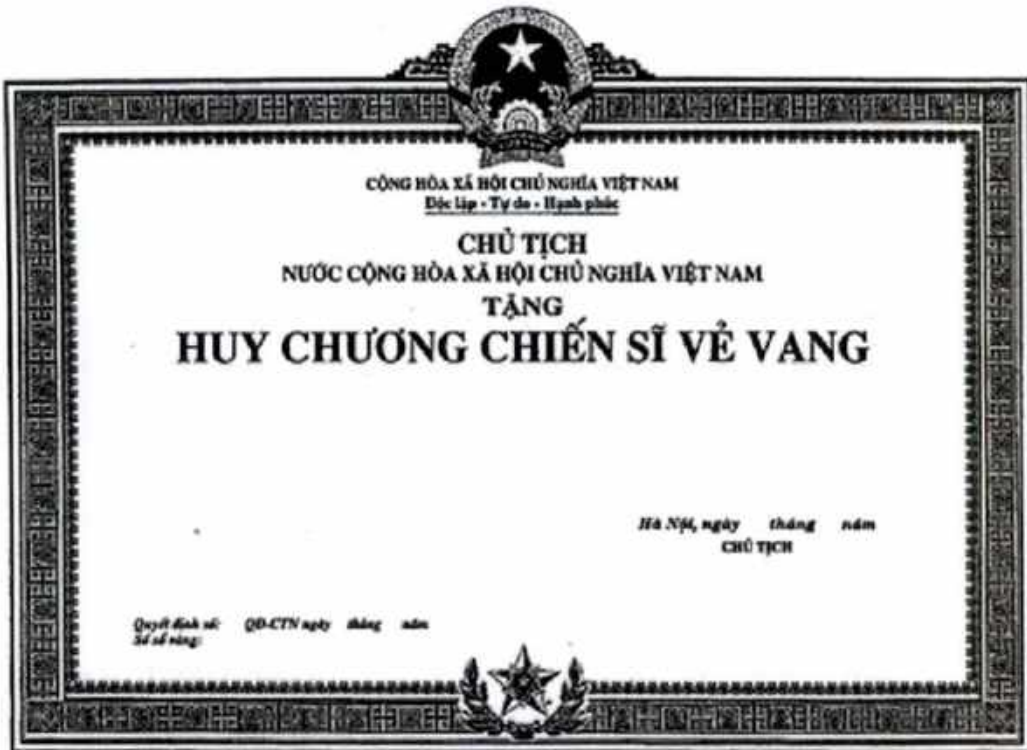 CỘNG HÒA XÃ HỘI CHỦ NGHĨA VIỆT NAM
Độc lập - Tự do - Hạnh phúc
CHỦ TỊCH
NƯỚC CỘNG HÒA XÃ HỘI CHỦ NGHĨA VIỆT NAM
TẶNG
HUY CHƯƠNG CHIẾN SĨ VẺ VANG
Hà Nội, ngày tháng năm
CHỦ TỊCH
Quyết định số: QĐ-CTN ngày tháng năm
Số sổ vàng: